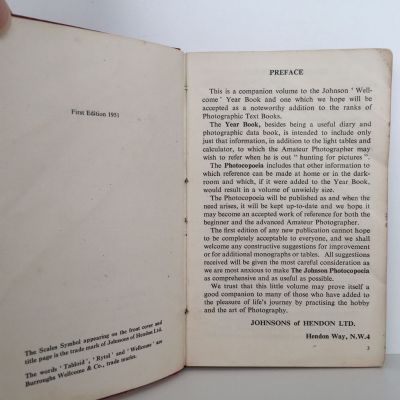 First Edition 1951
The Scales Symbol appearing on the front cover and
title page is the trade mark of Johnsons of Hendon Ltd.
The words 'Tabloid', 'Rytol' and 'Wellcome' are
Burroughs Wellcome & Co., trade marks.
PREFACE
This is a companion volume to the Johnson 'Well-
come' Year Book and one which we hope will be
accepted as a noteworthy addition to the ranks of
Photographic Text Books.
The Year Book, besides being a useful diary and
photographic data book, is intended to include only
just that information, in addition to the light tables and
calculator, to which the Amateur Photographer may
wish to refer when he is out "hunting for pictures".
The Photocopoeia includes that other information to
which reference can be made at home or in the dark-
room and which, if it were added to the Year Book,
would result in a volume of unwieldy size.
The Photocopoeia will be published as and when the
need arises, it will be kept up-to-date and we hope it
may become an accepted work of reference for both the
beginner and the advanced Amateur Photographer.
The first edition of any new publication cannot hope
to be completely acceptable to everyone, and we shall
welcome any constructive suggestions for improvement
or for additional monographs or tables. All suggestions
received will be given the most careful consideration as
we are most anxious to make The Johnson Photocopoeia
as comprehensive and as useful as possible.
We trust that this little volume may prove itself a
good companion to many of those who have added to
the pleasure of life's journey by practising the hobby
and the art of Photography.
JOHNSONS of HENDON LTD.
Hendon Way, N.W.4
3